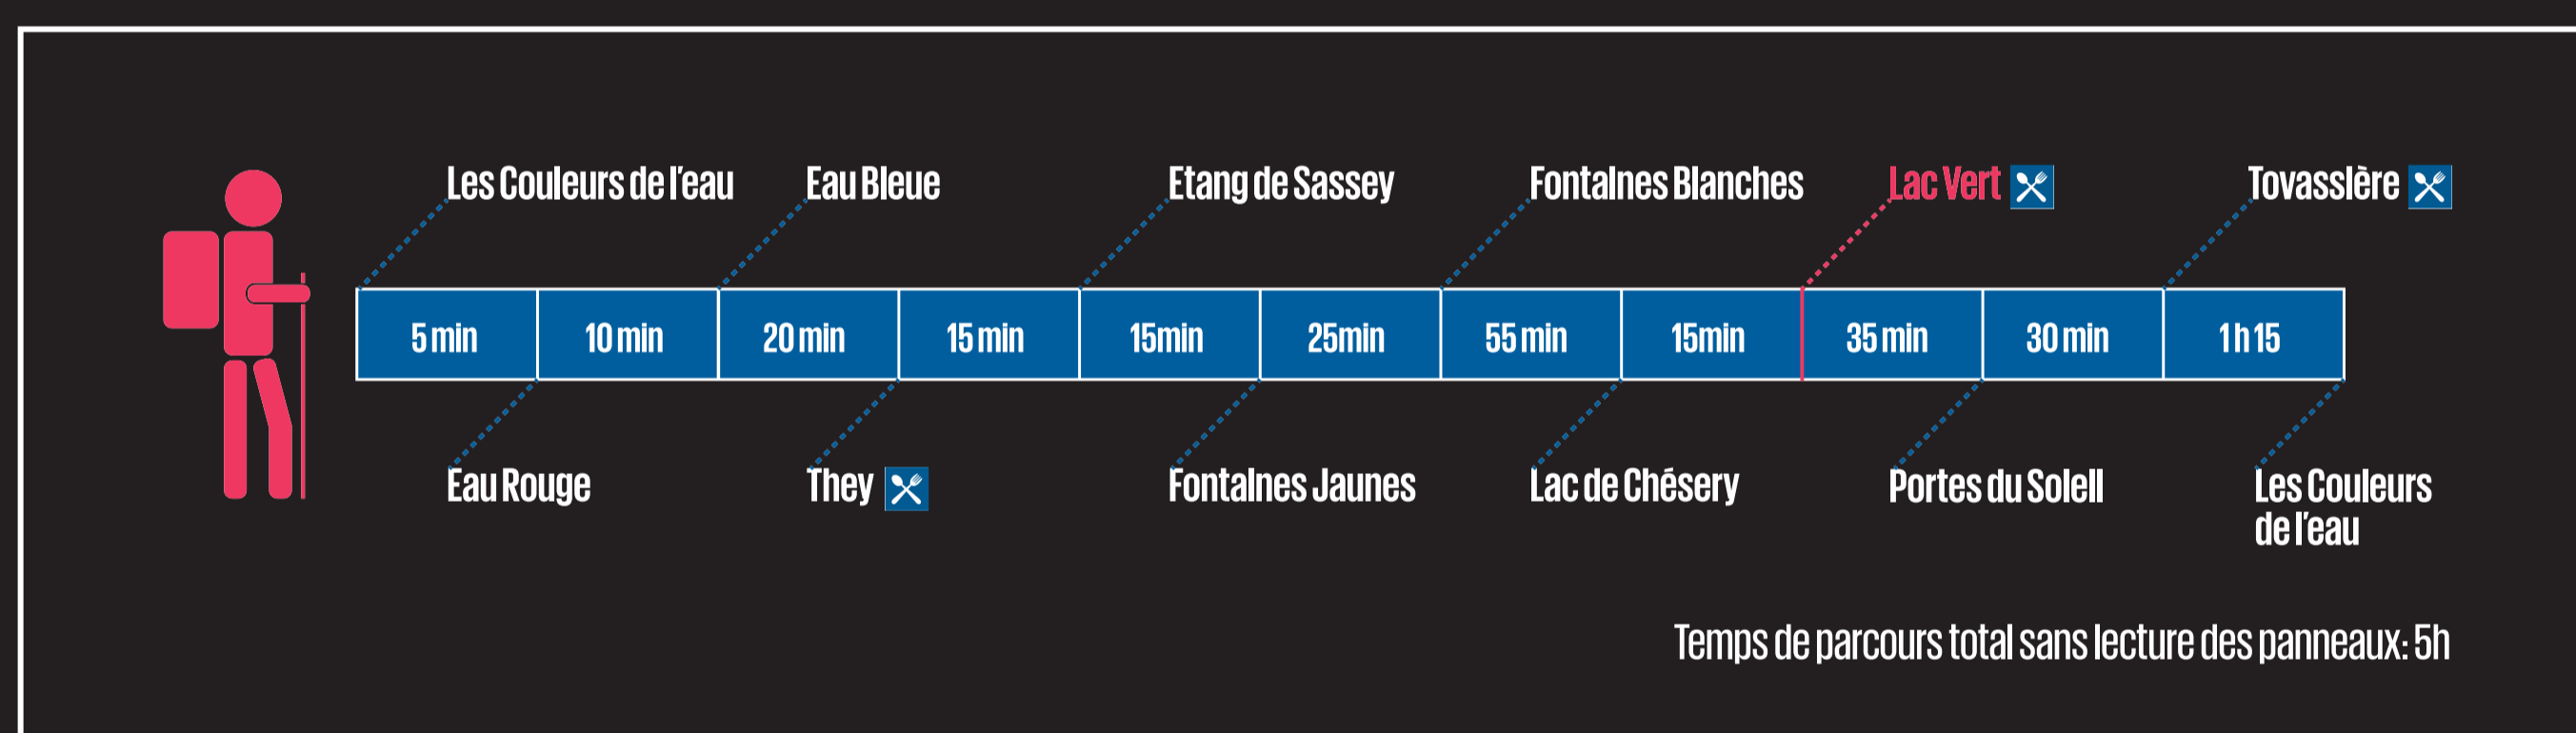 Les Couleurs de l'eau
Eau Bleue
Etang de Sassey
Fontaines Blanches
Lac Vert
Tovassière
5 min
10 min
20 min
15 min
15min
25min
55 min
15min
35 min
30 min
1 h 15
Eau Rouge
They
Fontaines Jaunes
Lac de Chésery
Portes du Soleil
Les Couleurs
de l'eau
Temps de parcours total sans lecture des panneaux: 5h